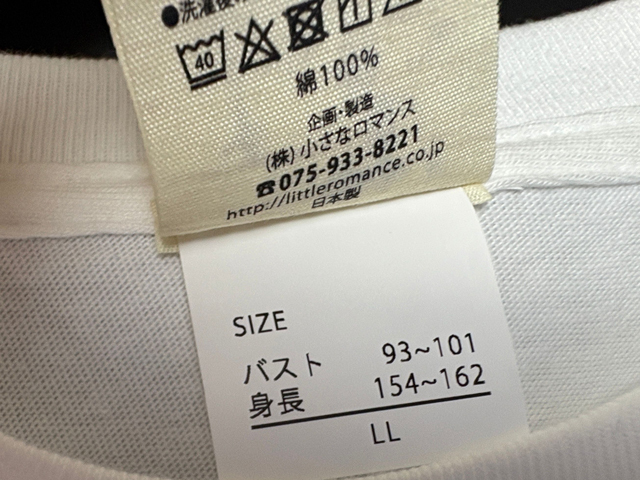 ●洗濯後
40
綿100%
企画・製造
(株)小さなロマンス
☎075-933-8221
http://littleromance.co.jp
日本製
SIZE
バスト 93~101
身長 154~162
LL